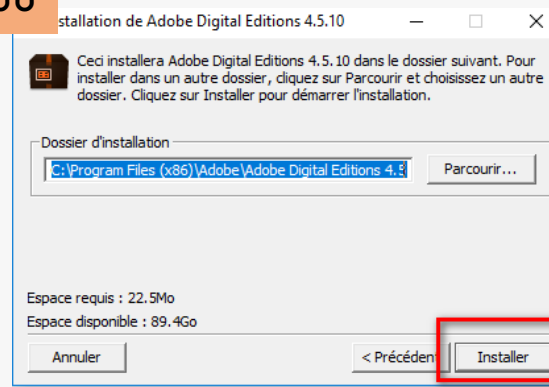 stallation de Adobe Digital Editions 4.5.10
Ceci installera Adobe Digital Editions 4.5.10 dans le dossier suivant. Pour
installer dans un autre dossier, cliquez sur Parcourir et choisissez un autre
dossier. Cliquez sur Installer pour démarrer l'installation.
Dossier d'installation
C:\Program Files (x86)\Adobe\Adobe Digital Editions 4.5
Parcourir...
Espace requis : 22.5Mo
Espace disponible : 89.4Go
Annuler
< Précédent
Installer